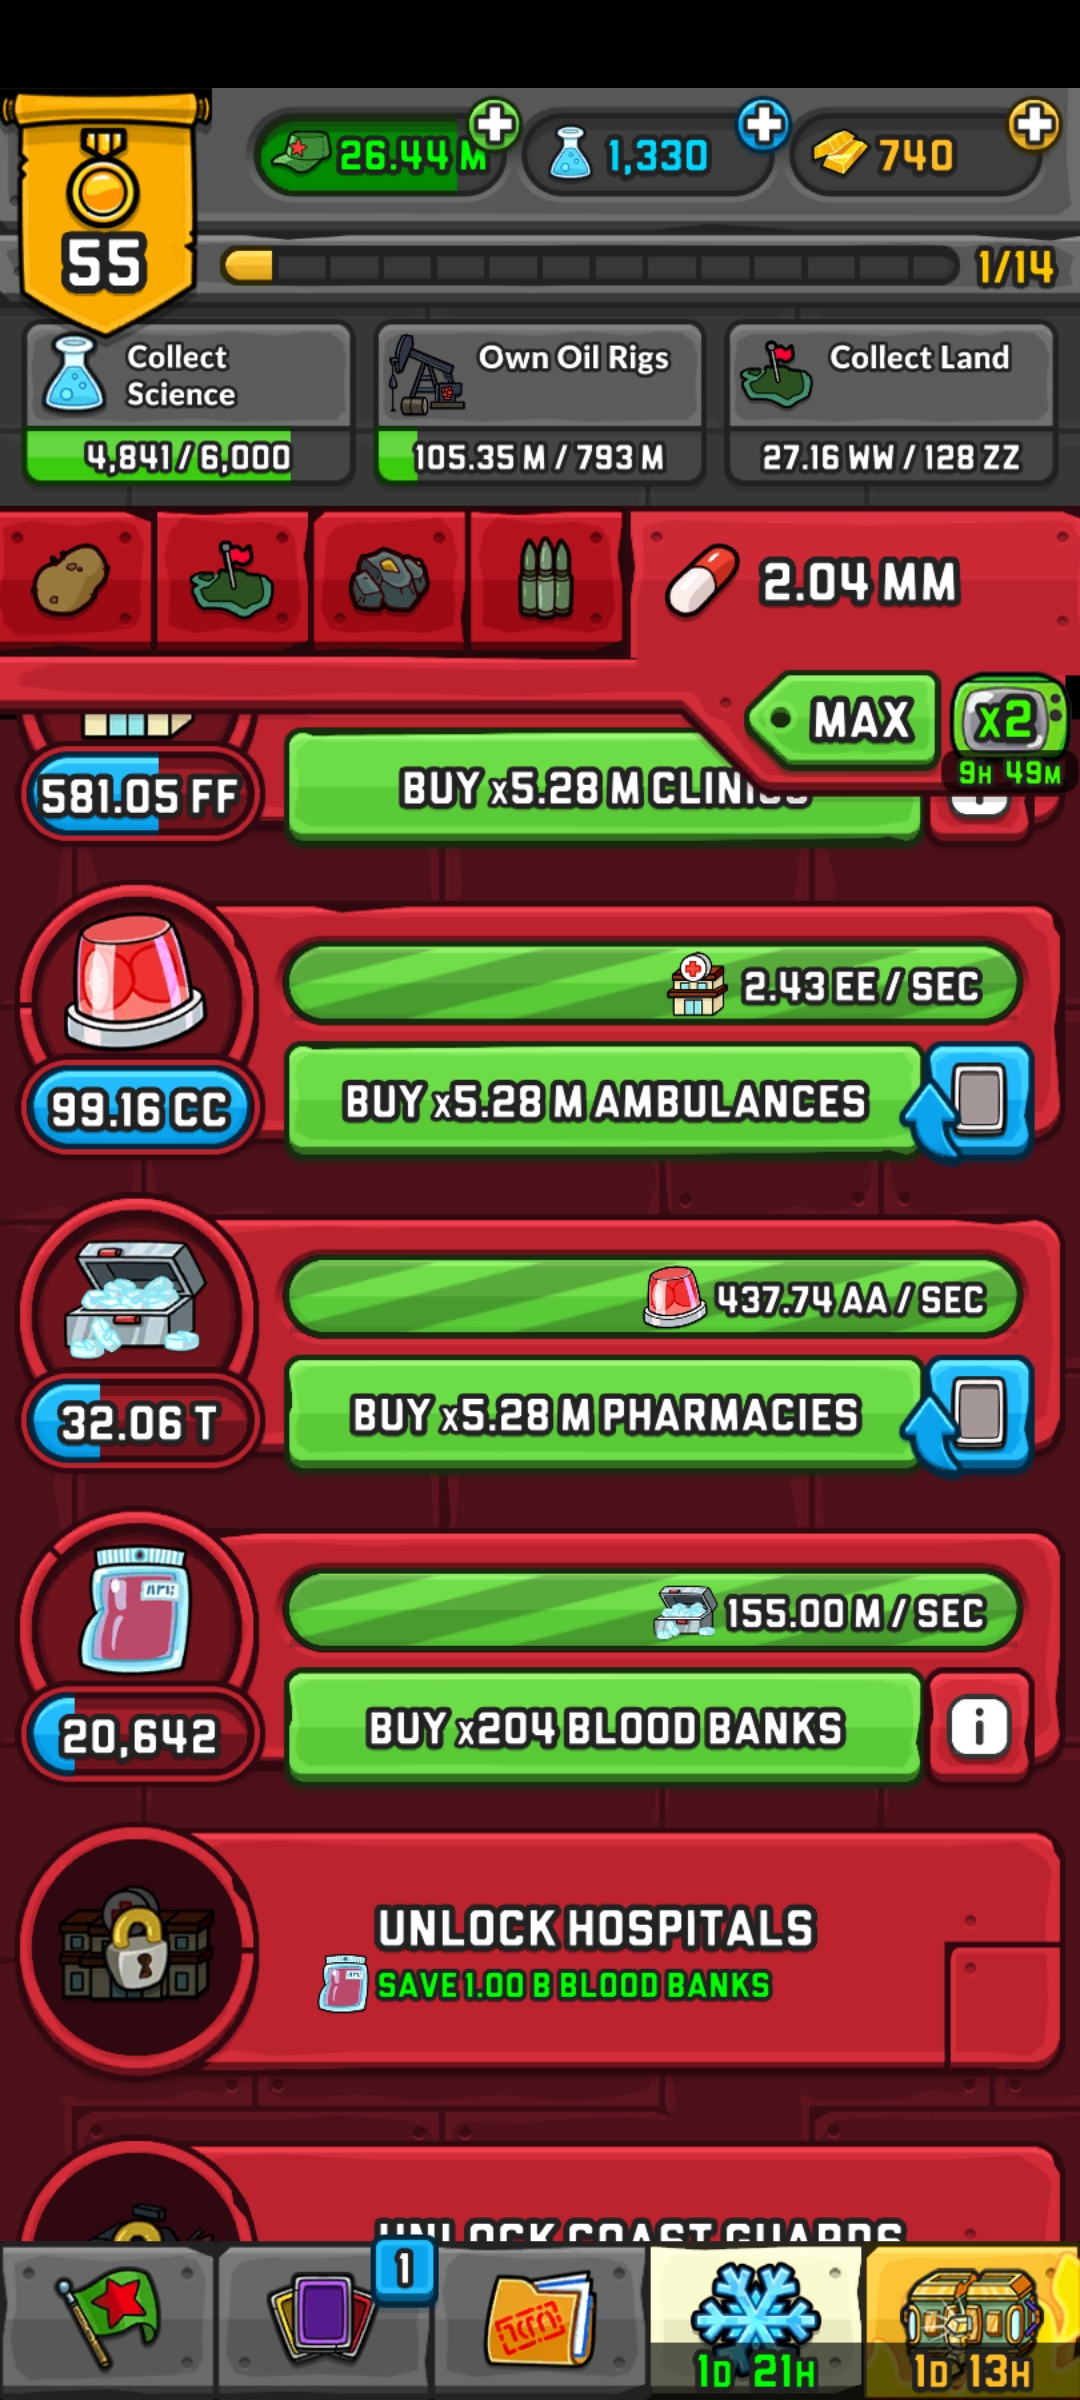 26.44 M
1,330
740
55
1/14
Collect
Science
4,841 / 6,000
Own Oil Rigs
105.35 M / 793 M
Collect Land
27.16 WW / 128 ZZ
2.04 MM
MAX
x2
9H 49M
581.05 FF
BUY x5.28 M CLINICS
2.43 EE / SEC
99.16 CC
BUY x5.28 M AMBULANCES
437.74 AA / SEC
32.06 T
BUY x5.28 M PHARMACIES
155.00 M / SEC
20,642
BUY x204 BLOOD BANKS
i
UNLOCK HOSPITALS
SAVE 1.00 B BLOOD BANKS
UNLOCK COAST GUARDS
1
1D 21H
1D 13H